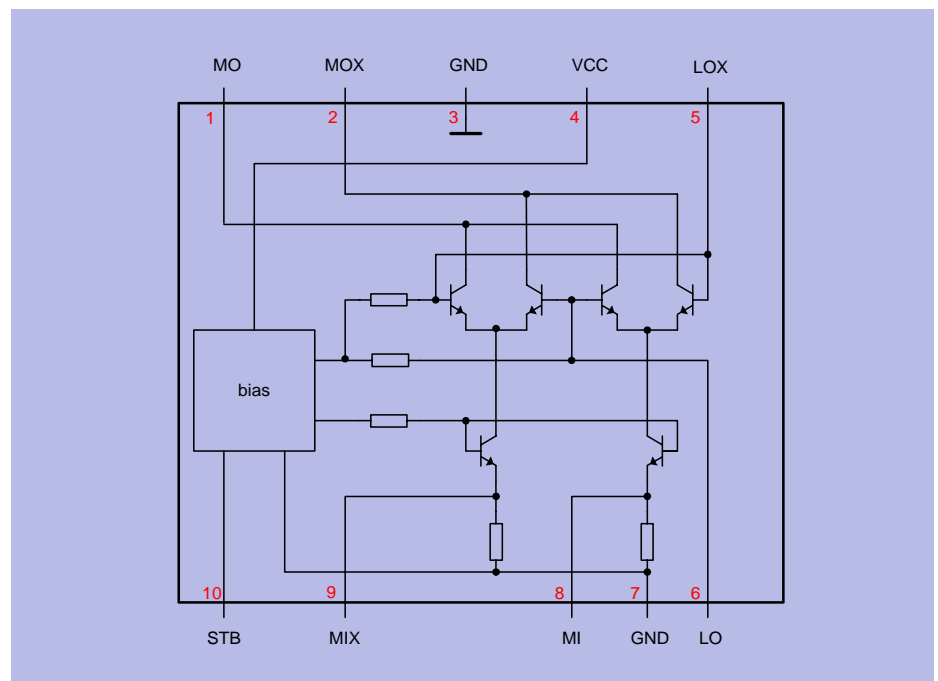 MO MOX GND VCC LOX
1 2 3 4 5
bias
10 9 8 7 6
STB MIX MI GND LO